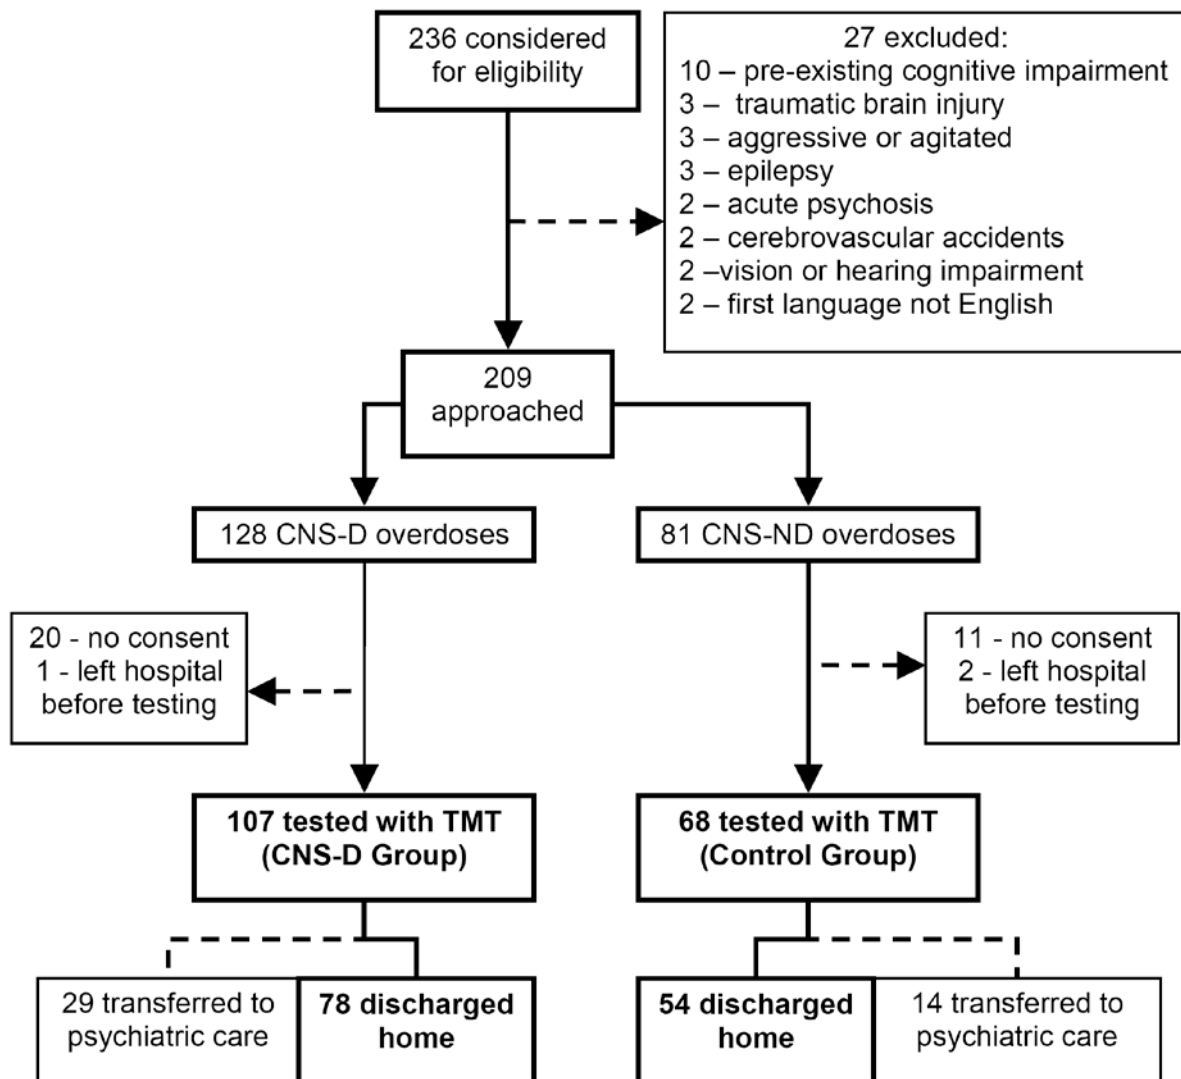 236 considered
for eligibility
27 excluded:
10 – pre-existing cognitive impairment
3 – traumatic brain injury
3 – aggressive or agitated
3 – epilepsy
2 – acute psychosis
2 – cerebrovascular accidents
2 –vision or hearing impairment
2 – first language not English
209
approached
128 CNS-D overdoses
81 CNS-ND overdoses
20 - no consent
1 - left hospital
before testing
11 - no consent
2 - left hospital
before testing
107 tested with TMT
(CNS-D Group)
68 tested with TMT
(Control Group)
29 transferred to
psychiatric care
78 discharged
home
54 discharged
home
14 transferred to
psychiatric care